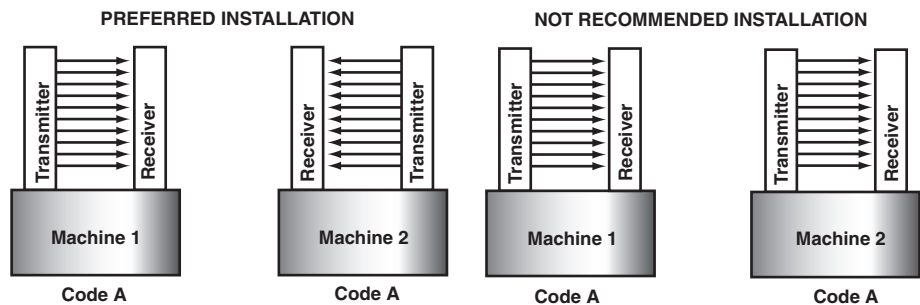 PREFERRED INSTALLATION
NOT RECOMMENDED INSTALLATION
Transmitter
Receiver
Receiver
Transmitter
Transmitter
Receiver
Transmitter
Receiver
Machine 1
Machine 2
Machine 1
Machine 2
Code A
Code A
Code A
Code A